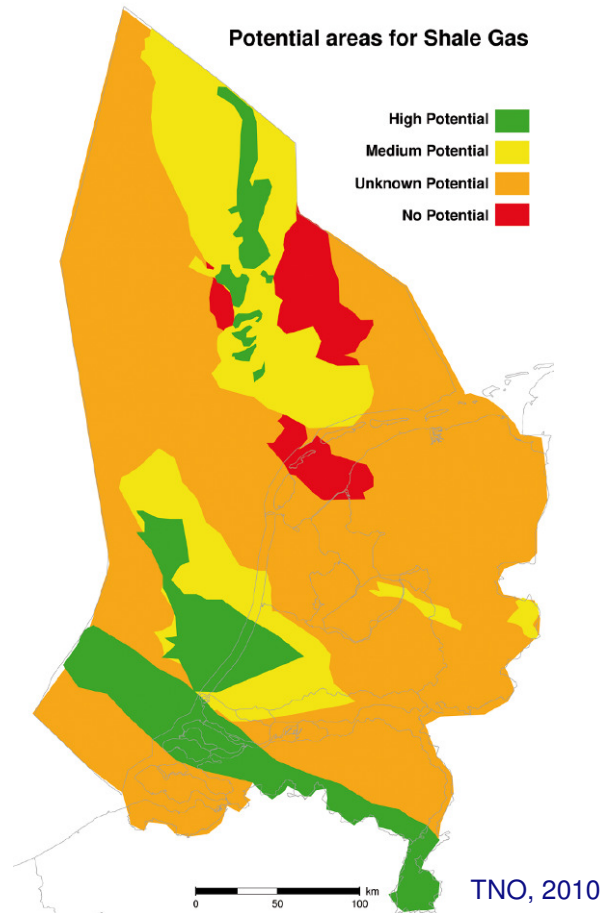 Potential areas for Shale Gas
High Potential
Medium Potential
Unknown Potential
No Potential
km
0 50 100
TNO, 2010